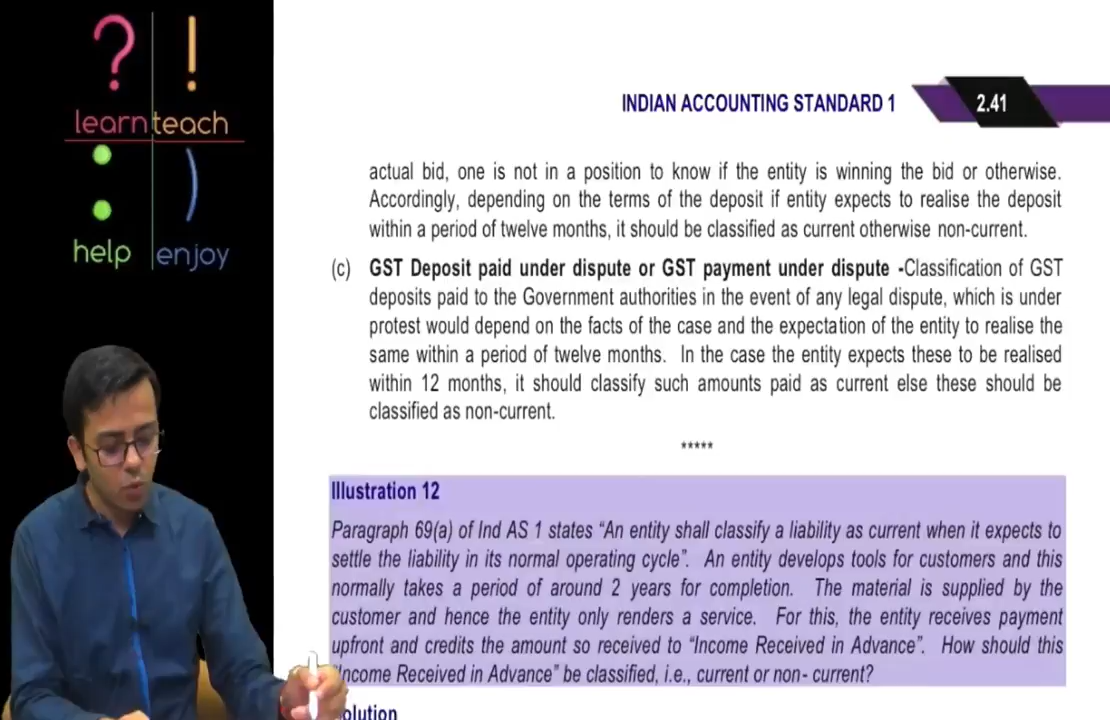 ? !
learn teach
help enjoy
INDIAN ACCOUNTING STANDARD 1 2.41
actual bid, one is not in a position to know if the entity is winning the bid or otherwise.
Accordingly, depending on the terms of the deposit if entity expects to realise the deposit
within a period of twelve months, it should be classified as current otherwise non-current.
(c) GST Deposit paid under dispute or GST payment under dispute -Classification of GST
deposits paid to the Government authorities in the event of any legal dispute, which is under
protest would depend on the facts of the case and the expectation of the entity to realise the
same within a period of twelve months. In the case the entity expects these to be realised
within 12 months, it should classify such amounts paid as current else these should be
classified as non-current.
*****
Illustration 12
Paragraph 69(a) of Ind AS 1 states “An entity shall classify a liability as current when it expects to
settle the liability in its normal operating cycle”. An entity develops tools for customers and this
normally takes a period of around 2 years for completion. The material is supplied by the
customer and hence the entity only renders a service. For this, the entity receives payment
upfront and credits the amount so received to “Income Received in Advance”. How should this
“Income Received in Advance” be classified, i.e., current or non- current?
Solution